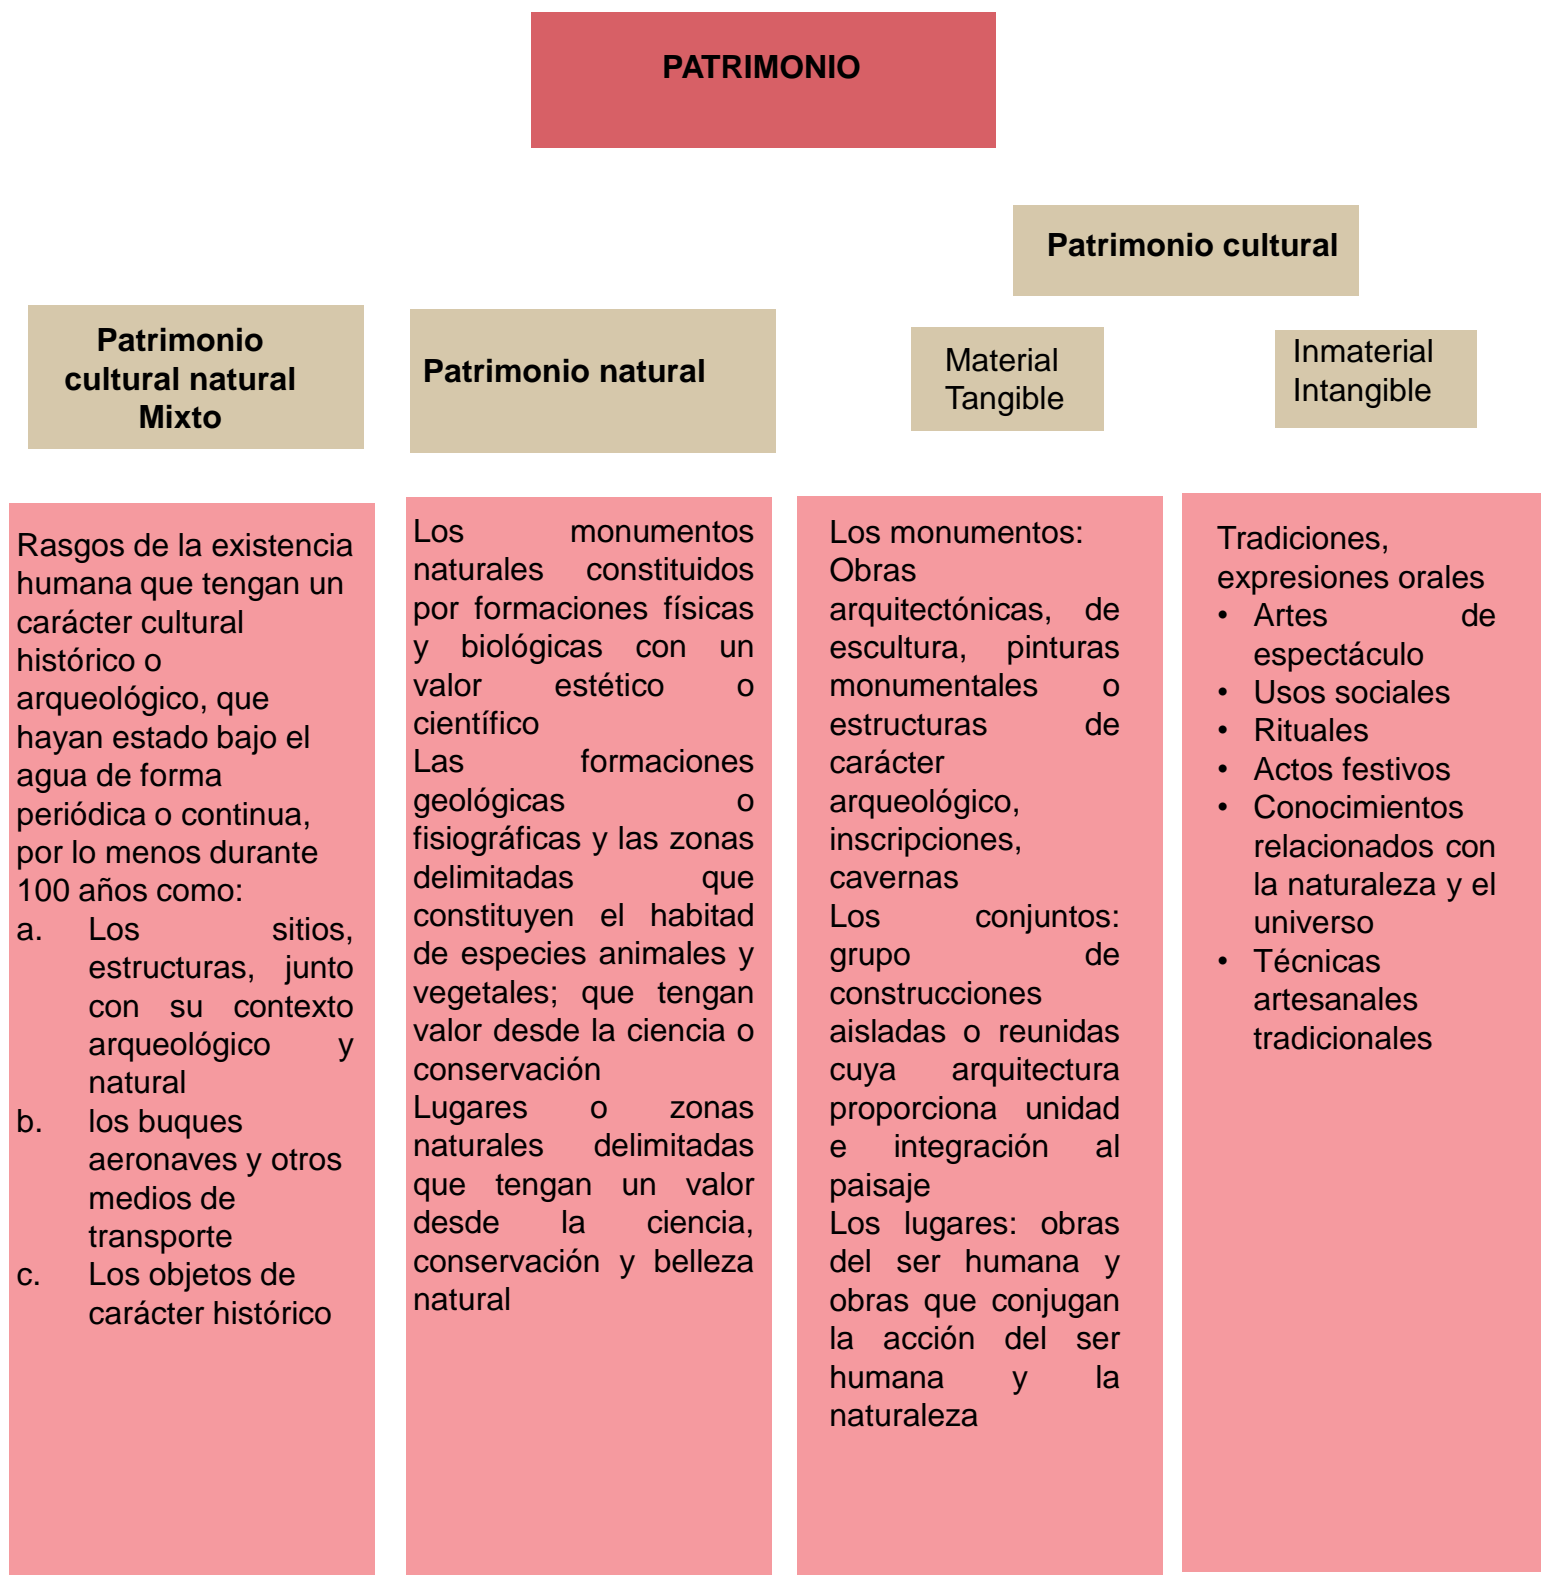 PATRIMONIO
Patrimonio cultural
Patrimonio
cultural natural
Mixto
Patrimonio natural
Material
Tangible
Inmaterial
Intangible
Rasgos de la existencia
humana que tengan un
carácter cultural
histórico o
arqueológico, que
hayan estado bajo el
agua de forma
periódica o continua,
por lo menos durante
100 años como:
a. Los sitios,
estructuras, junto
con su contexto
arqueológico y
natural
b. los buques
aeronaves y otros
medios de
transporte
c. Los objetos de
carácter histórico
Los monumentos
naturales constituidos
por formaciones físicas
y biológicas con un
valor estético o
científico
Las formaciones
geológicas o
fisiográficas y las zonas
delimitadas que
constituyen el habitad
de especies animales y
vegetales; que tengan
valor desde la ciencia o
conservación
Lugares o zonas
naturales delimitadas
que tengan un valor
desde la ciencia,
conservación y belleza
natural
Los monumentos:
Obras
arquitectónicas, de
escultura, pinturas
monumentales o
estructuras de
carácter
arqueológico,
inscripciones,
cavernas
Los conjuntos:
grupo de
construcciones
aisladas o reunidas
cuya arquitectura
proporciona unidad
e integración al
paisaje
Los lugares: obras
del ser humana y
obras que conjugan
la acción del ser
humana y la
naturaleza
Tradiciones,
expresiones orales
• Artes de
espectáculo
• Usos sociales
• Rituales
• Actos festivos
• Conocimientos
relacionados con
la naturaleza y el
universo
• Técnicas
artesanales
tradicionales